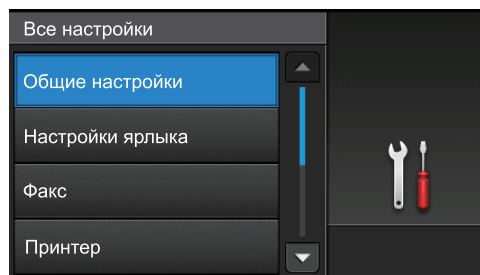 Все настройки
Общие настройки
Настройки ярлыка
Факс
Принтер